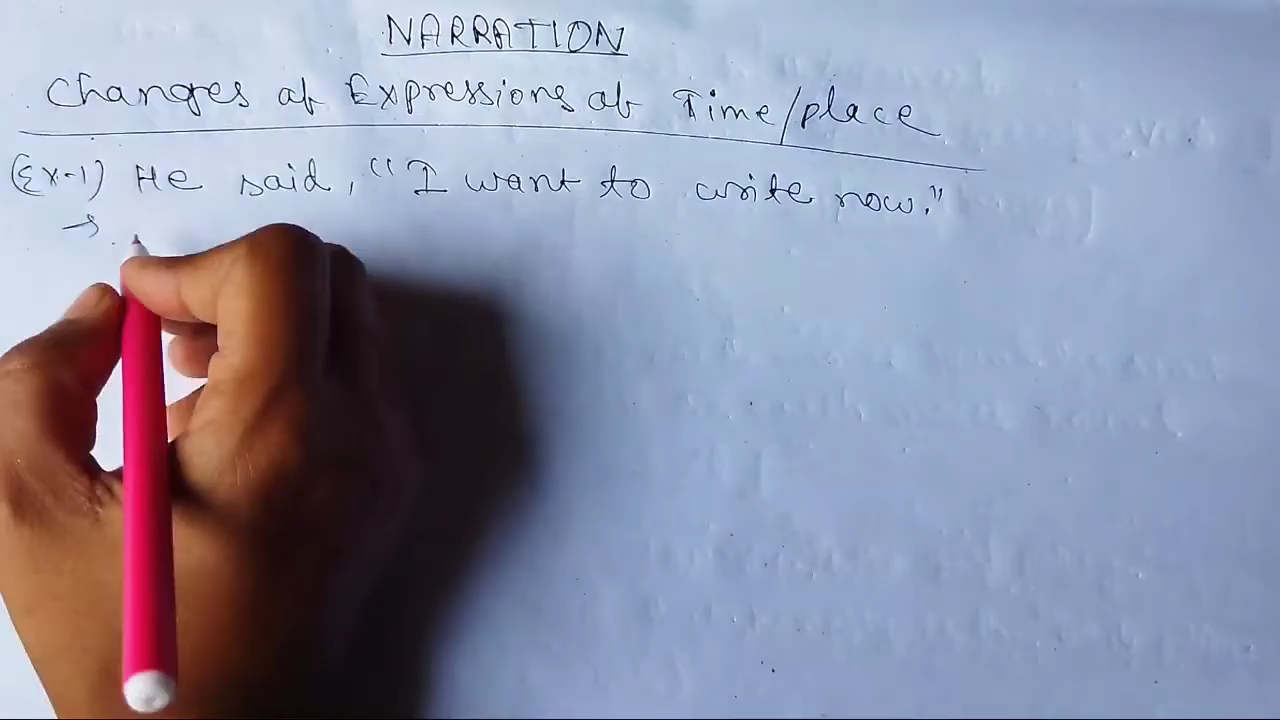 NARRATION
Changes of Expressions of Time/place
(Ex-1) He said, "I want to write now."
→